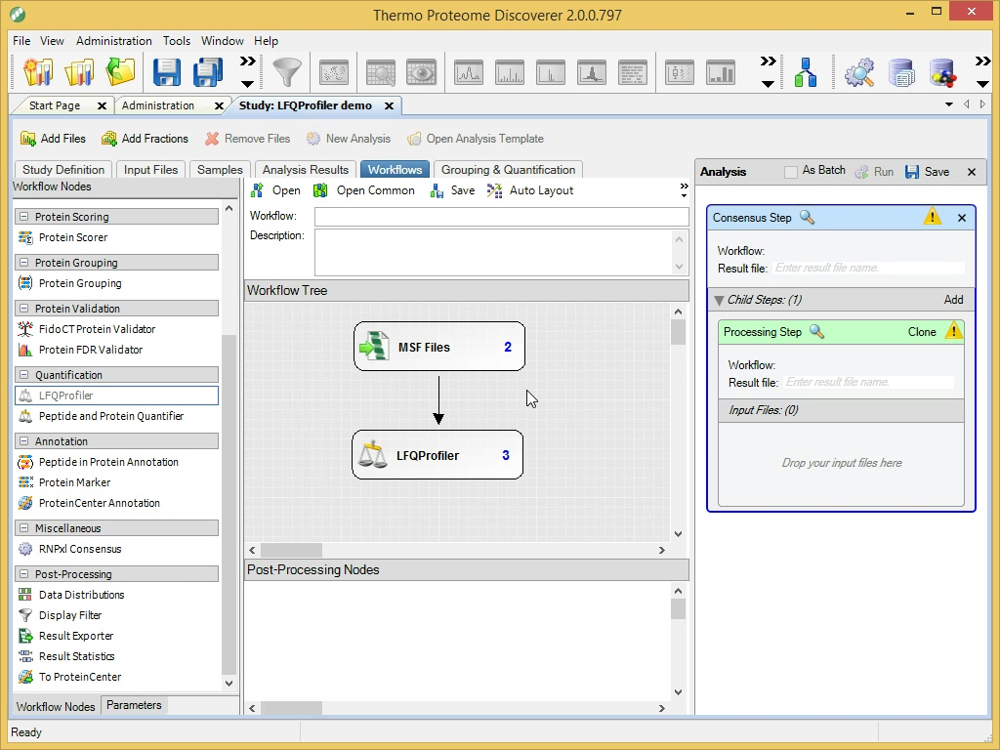 Thermo Proteome Discoverer 2.0.0.797
File View Administration Tools Window Help
Start Page Administration Study: LFQProfiler demo
Add Files Add Fractions Remove Files New Analysis Open Analysis Template
Study Definition Input Files Samples Analysis Results Workflows Grouping & Quantification
Workflow Nodes
Protein Scoring
Protein Scorer
Protein Grouping
Protein Grouping
Protein Validation
FidoCT Protein Validator
Protein FDR Validator
Quantification
LFQProfiler
Peptide and Protein Quantifier
Annotation
Peptide in Protein Annotation
Protein Marker
ProteinCenter Annotation
Miscellaneous
RNPxl Consensus
Post-Processing
Data Distributions
Display Filter
Result Exporter
Result Statistics
To ProteinCenter
Workflow Nodes Parameters
Open Open Common Save Auto Layout
Workflow:
Description:
Workflow Tree
MSF Files 2
LFQProfiler 3
Post-Processing Nodes
Analysis As Batch Run Save
Consensus Step
Workflow:
Result file: Enter result file name.
Child Steps: (1) Add
Processing Step Clone
Workflow:
Result file: Enter result file name.
Input Files: (0)
Drop your input files here
Ready